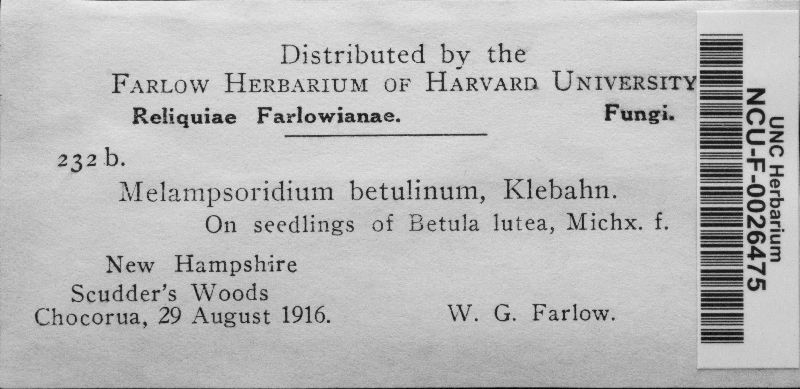 Distributed by the
Farlow Herbarium of Harvard University
Reliquiae Farlowianae. Fungi.
232 b.
Melampsoridium betulinum, Klebahn.
On seedlings of Betula lutea, Michx. f.
New Hampshire
Scudder's Woods
Chocorua, 29 August 1916. W. G. Farlow.
UNC Herbarium
NCU-F-0026475